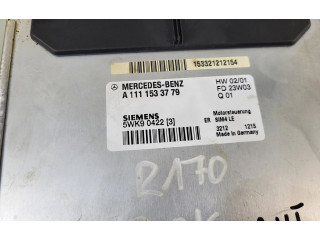 153321212154
MERCEDES-BENZ
A 111 153 37 79
HW 02/01
FD 23W03
Q 01
SIEMENS
5WK9 0422 [3]
Motorsteuerung
ER SIM4 LE
3212 1215
Made in Germany
R170